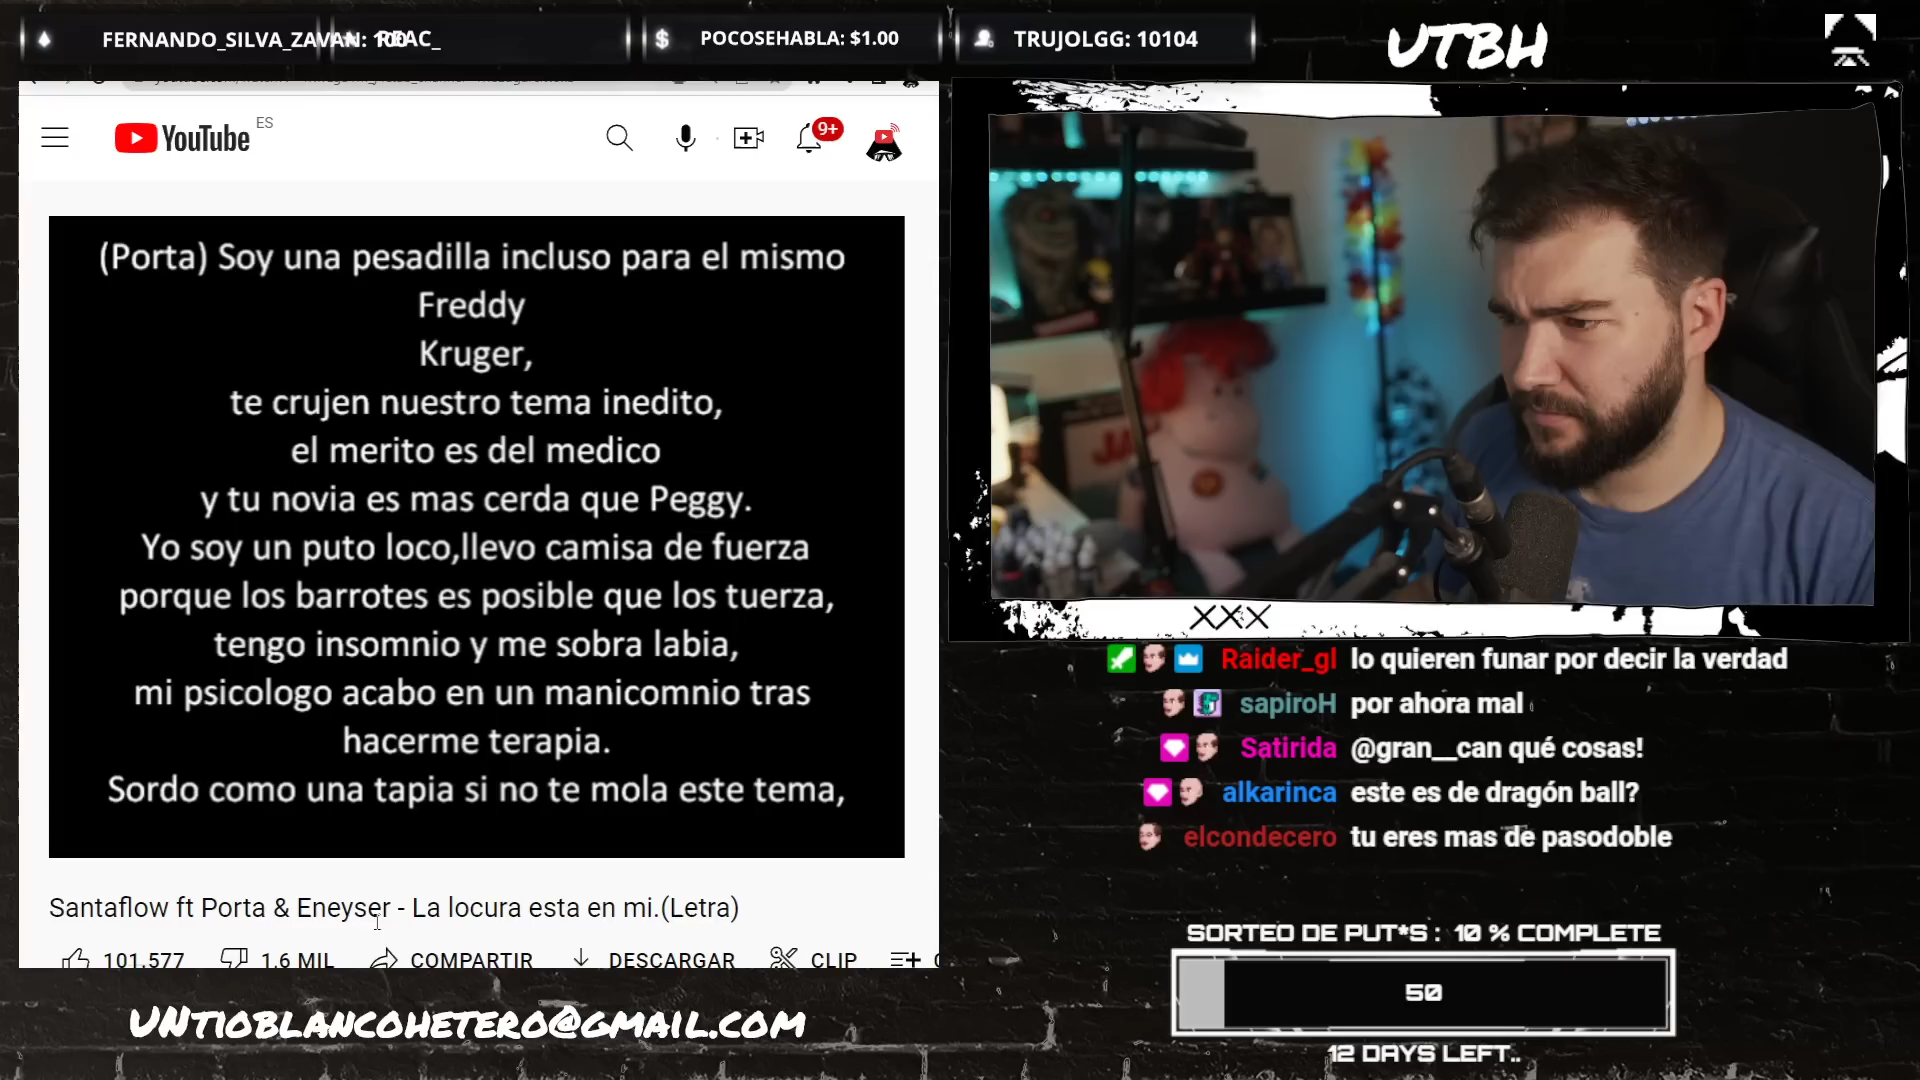 REAC_
FERNANDO_SILVA_ZAVAN: 100
POCOSEHABLA: $1.00
TRUJOLGG: 10104
UTBH
YouTube
ES
9+
(Porta) Soy una pesadilla incluso para el mismo
Freddy
Kruger,
te crujen nuestro tema inedito,
el merito es del medico
y tu novia es mas cerda que Peggy.
Yo soy un puto loco,llevo camisa de fuerza
porque los barrotes es posible que los tuerza,
tengo insomnio y me sobra labia,
mi psicologo acabo en un manicomnio tras
hacerme terapia.
Sordo como una tapia si no te mola este tema,
Santaflow ft Porta & Eneyser - La locura esta en mi.(Letra)
101.577
1,6 MIL
COMPARTIR
DESCARGAR
CLIP
XXX
Raider_gl lo quieren funar por decir la verdad
sapiroH por ahora mal
Satirida @gran__can qué cosas!
alkarinca este es de dragón ball?
elcondecero tu eres mas de pasodoble
SORTEO DE PUT*S : 10 % COMPLETE
50
12 DAYS LEFT..
UNTIOBLANCOHETERO@GMAIL.COM